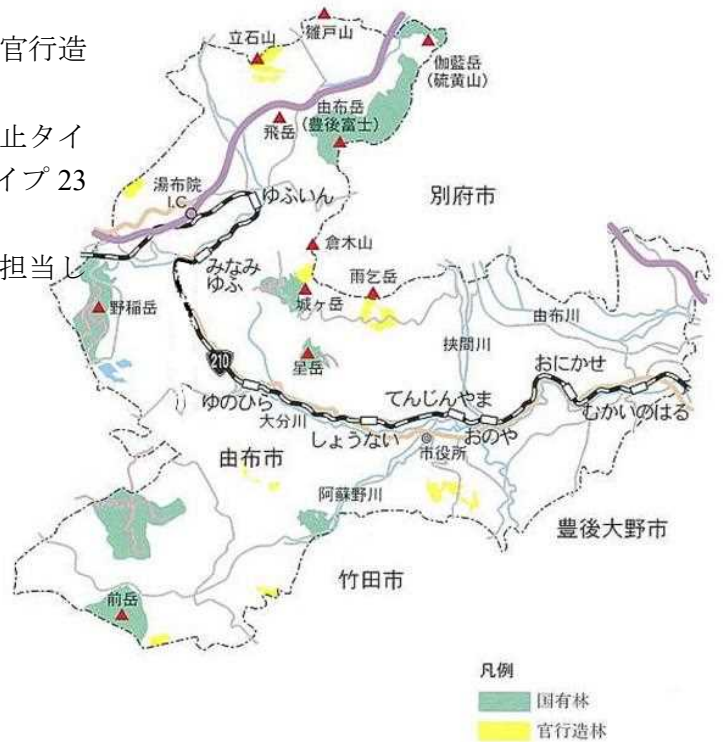 官行造
止タイ
イプ 23
担当し
雛戸山
立石山
伽藍岳
(硫黄山)
由布岳
(豊後富士)
飛岳
湯布院
I.C
ゆふいん
別府市
倉木山
みなみ
ゆふ
雨乞岳
城ヶ岳
野稲岳
由布川
挾間川
星岳
210
おにかせ
ゆのひら
てんじんやま
むかいのはる
大分川
しょうない
おのや
市役所
由布市
阿蘇野川
豊後大野市
竹田市
前岳
凡例
国有林
官行造林